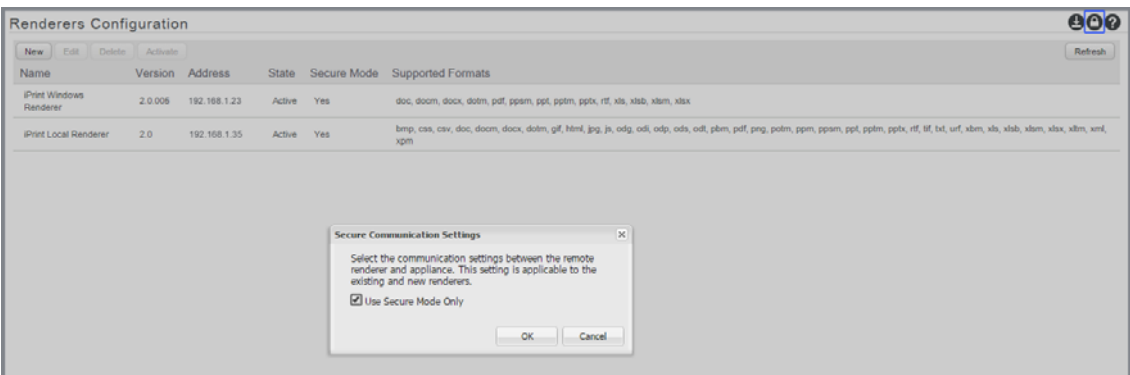 Renderers Configuration
New Edit Delete Activate Refresh
Name Version Address State Secure Mode Supported Formats
iPrint Windows
Renderer 2.0.006 192.168.1.23 Active Yes doc, docm, docx, dotm, pdf, ppsm, ppt, pptm, pptx, rtf, xls, xlsb, xlsm, xlsx
iPrint Local Renderer 2.0 192.168.1.35 Active Yes bmp, css, csv, doc, docm, docx, dotm, gif, html, jpg, js, odg, odi, odp, ods, odt, pbm, pdf, png, potm, ppm, ppsm, ppt, pptm, pptx, rtf, tif, txt, urf, xbm, xls, xlsb, xlsm, xlsx, xltm, xml,
xpm
Secure Communication Settings
Select the communication settings between the remote
renderer and appliance. This setting is applicable to the
existing and new renderers.
Use Secure Mode Only
OK Cancel